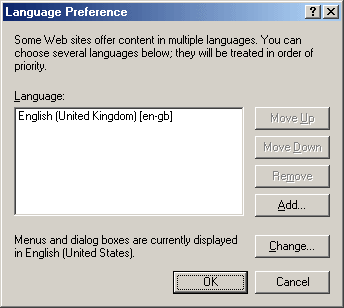 Language Preference
Some Web sites offer content in multiple languages. You can
choose several languages below; they will be treated in order of
priority.
Language:
English (United Kingdom) [en-gb]
Move Up
Move Down
Remove
Add...
Menus and dialog boxes are currently displayed
in English (United States).
Change...
OK
Cancel